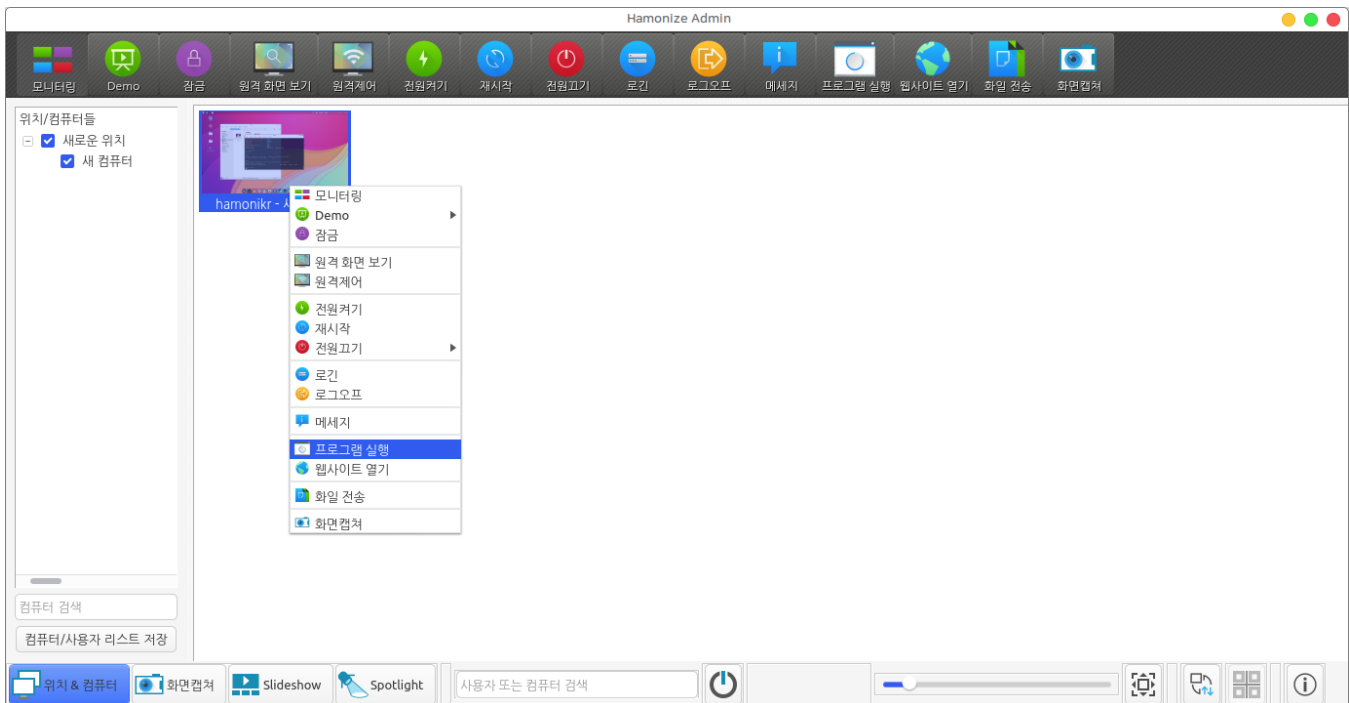 Hamonize Admin
모니터링 Demo 잠금 원격 화면 보기 원격제어 전원켜기 재시작 전원끄기 로긴 로그오프 메세지 프로그램 실행 웹사이트 열기 화일 전송 화면캡쳐
위치/컴퓨터들
새로운 위치
새 컴퓨터
hamonikr -
모니터링
Demo
잠금
원격 화면 보기
원격제어
전원켜기
재시작
전원끄기
로긴
로그오프
메세지
프로그램 실행
웹사이트 열기
화일 전송
화면캡쳐
컴퓨터 검색
컴퓨터/사용자 리스트 저장
위치 & 컴퓨터 화면캡쳐 Slideshow Spotlight 사용자 또는 컴퓨터 검색